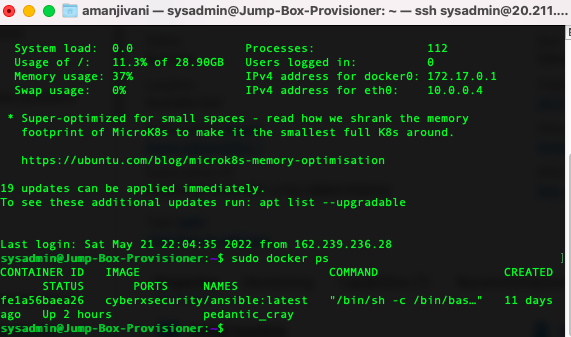 amanjivani — sysadmin@Jump-Box-Provisioner: ~ — ssh sysadmin@20.211....
System load: 0.0 Processes: 112
Usage of /: 11.3% of 28.90GB Users logged in: 0
Memory usage: 37% IPv4 address for docker0: 172.17.0.1
Swap usage: 0% IPv4 address for eth0: 10.0.0.4
* Super-optimized for small spaces - read how we shrank the memory
footprint of MicroK8s to make it the smallest full K8s around.
https://ubuntu.com/blog/microk8s-memory-optimisation
19 updates can be applied immediately.
To see these additional updates run: apt list --upgradable
Last login: Sat May 21 22:04:35 2022 from 162.239.236.28
sysadmin@Jump-Box-Provisioner:~$ sudo docker ps ]
CONTAINER ID IMAGE COMMAND CREATED
STATUS PORTS NAMES
fe1a56baea26 cyberxsecurity/ansible:latest "/bin/sh -c /bin/bas…" 11 days
ago Up 2 hours pedantic_cray
sysadmin@Jump-Box-Provisioner:~$